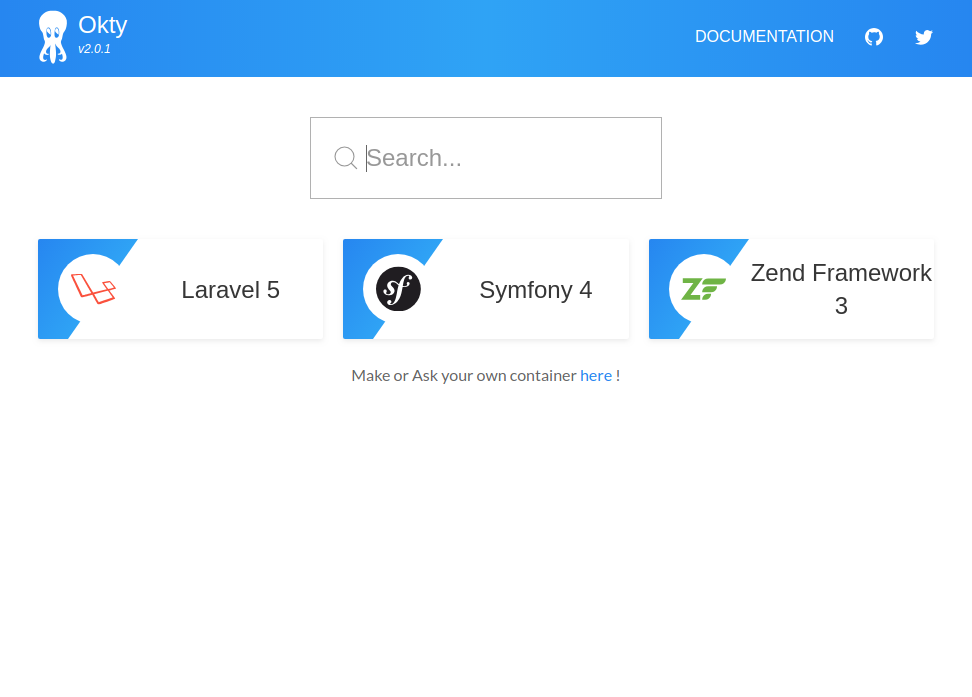 Okty
v2.0.1
DOCUMENTATION
Search...
Laravel 5
Symfony 4
Zend Framework
3
Make or Ask your own container here !